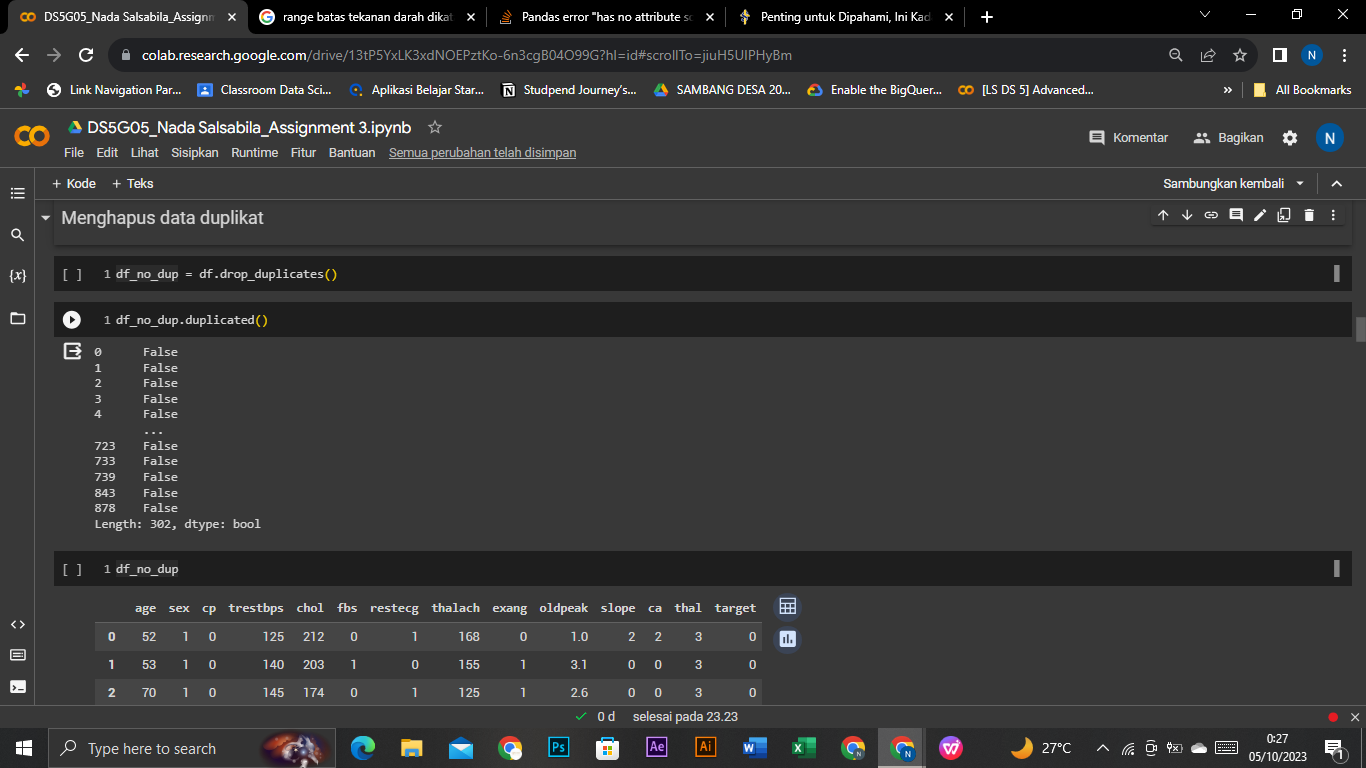 DS5G05_Nada Salsabila_Assignm
range batas tekanan darah dikat
Pandas error "has no attribute so
Penting untuk Dipahami, Ini Kad
colab.research.google.com/drive/13tP5YxLK3xdNOEPztKo-6n3cgB04O99G?hl=id#scrollTo=jiuH5UIPHyBm
N
Link Navigation Par...
Classroom Data Sci...
Aplikasi Belajar Star...
Studpend Journey's...
SAMBANG DESA 20...
Enable the BigQuer...
[LS DS 5] Advanced...
»
All Bookmarks
DS5G05_Nada Salsabila_Assignment 3.ipynb
Komentar
Bagikan
N
File Edit Lihat Sisipkan Runtime Fitur Bantuan Semua perubahan telah disimpan
+ Kode + Teks
Sambungkan kembali
Menghapus data duplikat
[ ] 1 df_no_dup = df.drop_duplicates()
1 df_no_dup.duplicated()
0 False
1 False
2 False
3 False
4 False
...
723 False
733 False
739 False
843 False
878 False
Length: 302, dtype: bool
[ ] 1 df_no_dup
age sex cp trestbps chol fbs restecg thalach exang oldpeak slope ca thal target
0 52 1 0 125 212 0 1 168 0 1.0 2 2 3 0
1 53 1 0 140 203 1 0 155 1 3.1 0 0 3 0
2 70 1 0 145 174 0 1 125 1 2.6 0 0 3 0
{x}
<>
0 d selesai pada 23.23
Type here to search
Ps
Ae
Ai
27°C
0:27
05/10/2023
1